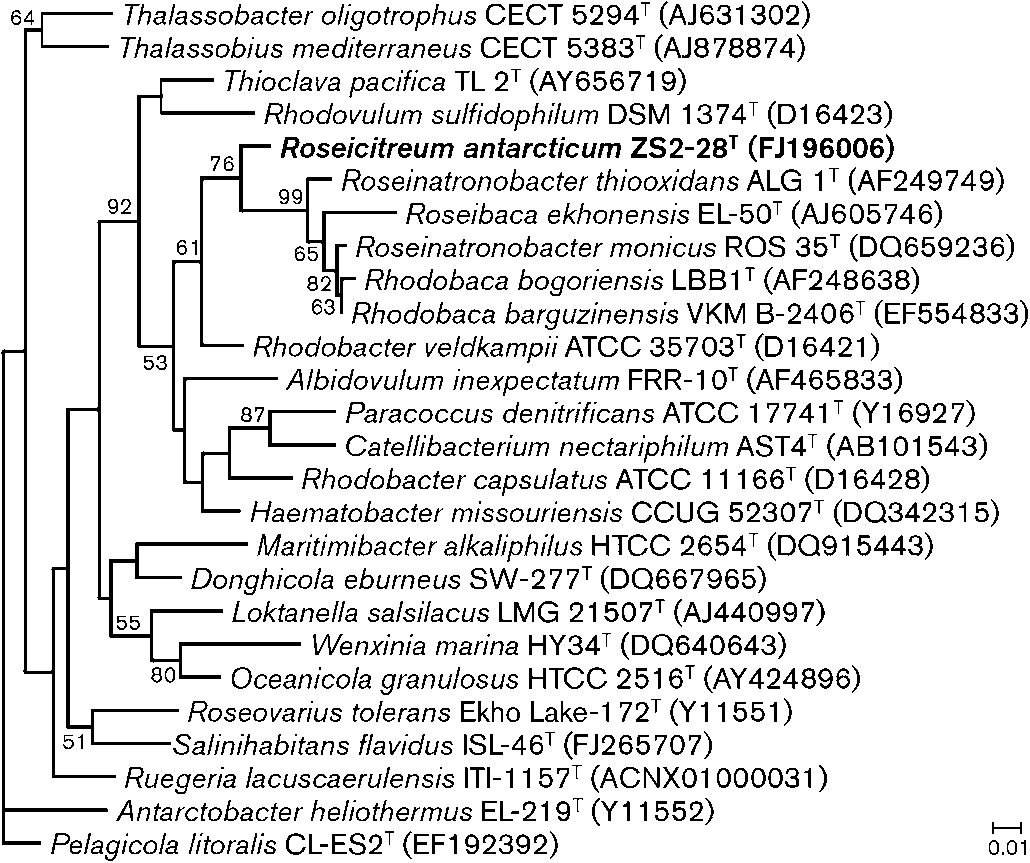 64
Thalassobacter oligotrophus CECT 5294T (AJ631302)
Thalassobius mediterraneus CECT 5383T (AJ878874)
Thioclava pacifica TL 2T (AY656719)
Rhodovulum sulfidophilum DSM 1374T (D16423)
Roseicitreum antarcticum ZS2-28T (FJ196006)
76
Roseinatronobacter thiooxidans ALG 1T (AF249749)
99
92
Roseibaca ekhonensis EL-50T (AJ605746)
61
65
Roseinatronobacter monicus ROS 35T (DQ659236)
82
Rhodobaca bogoriensis LBB1T (AF248638)
63
Rhodobaca barguzinensis VKM B-2406T (EF554833)
Rhodobacter veldkampii ATCC 35703T (D16421)
53
Albidovulum inexpectatum FRR-10T (AF465833)
87
Paracoccus denitrificans ATCC 17741T (Y16927)
Catellibacterium nectariphilum AST4T (AB101543)
Rhodobacter capsulatus ATCC 11166T (D16428)
Haematobacter missouriensis CCUG 52307T (DQ342315)
Maritimibacter alkaliphilus HTCC 2654T (DQ915443)
Donghicola eburneus SW-277T (DQ667965)
Loktanella salsilacus LMG 21507T (AJ440997)
55
Wenxinia marina HY34T (DQ640643)
80
Oceanicola granulosus HTCC 2516T (AY424896)
Roseovarius tolerans Ekho Lake-172T (Y11551)
51
Salinihabitans flavidus ISL-46T (FJ265707)
Ruegeria lacuscaerulensis ITI-1157T (ACNX01000031)
Antarctobacter heliothermus EL-219T (Y11552)
Pelagicola litoralis CL-ES2T (EF192392)
0.01